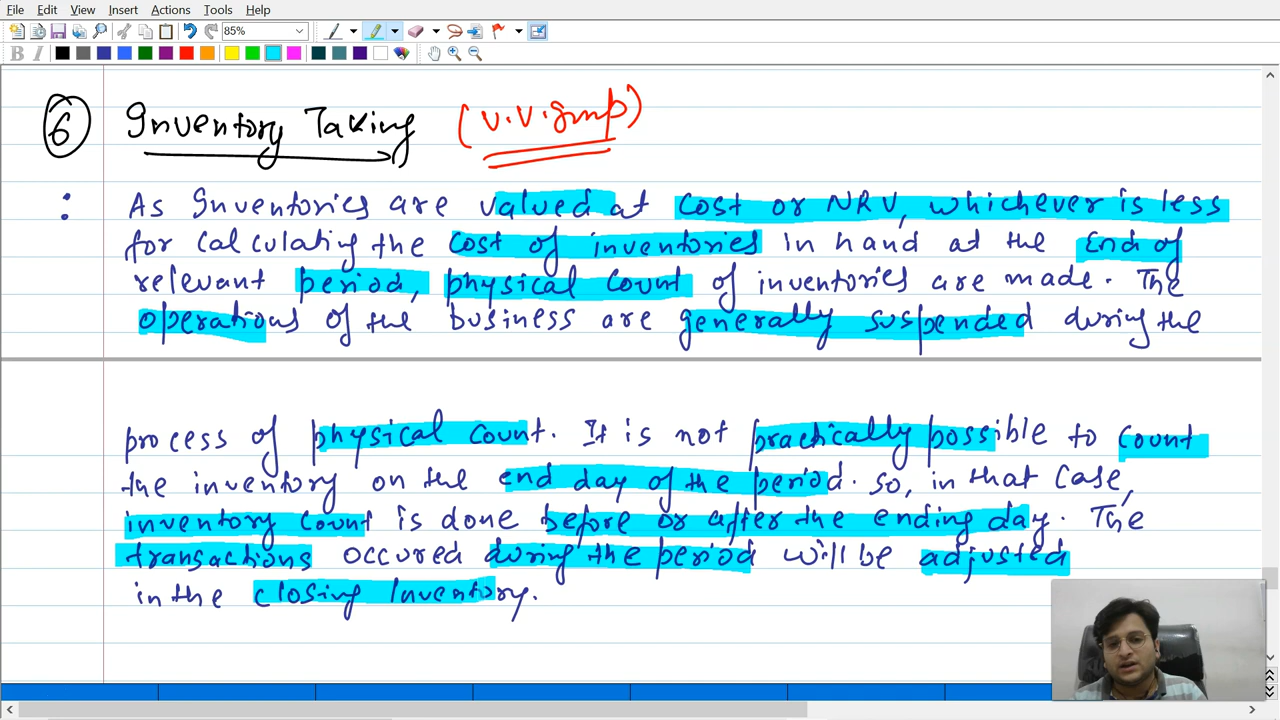 File Edit View Insert Actions Tools Help
85%
B I
6 Inventory Taking (V.V.Imp)
: As Inventories are valued at cost or NRV, whichever is less
for calculating the cost of inventories in hand at the end of
relevant period, physical count of inventories are made. The
operations of the business are generally suspended during the
process of physical count. It is not practically possible to count
the inventory on the end day of the period. so, in that case,
inventory count is done before or after the ending day. The
transactions occured during the period will be adjusted
in the closing Inventory.